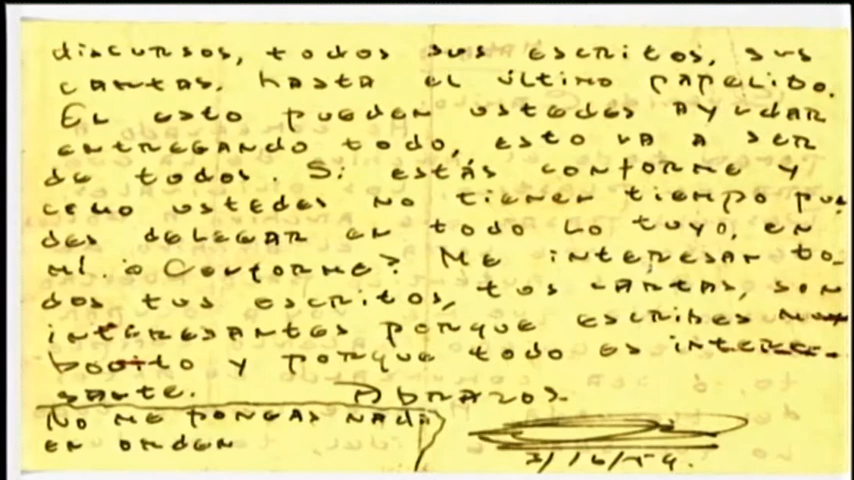 discursos, todos sus escritos, sus
cartas, hasta el último papelito.
En esto pueden ustedes ayudar
entregando todo, esto va a ser
de todos. Si estás conforme y
como ustedes no tienen tiempo pue
des delegar en todo lo tuyo, en
mí. ¿Conforme? Me interesan to-
dos tus escritos, tus cartas, son
interesantes porque escribes muy
bonito y porque todo es intere-
sante. Abrazos.
No me pongas nada
en orden